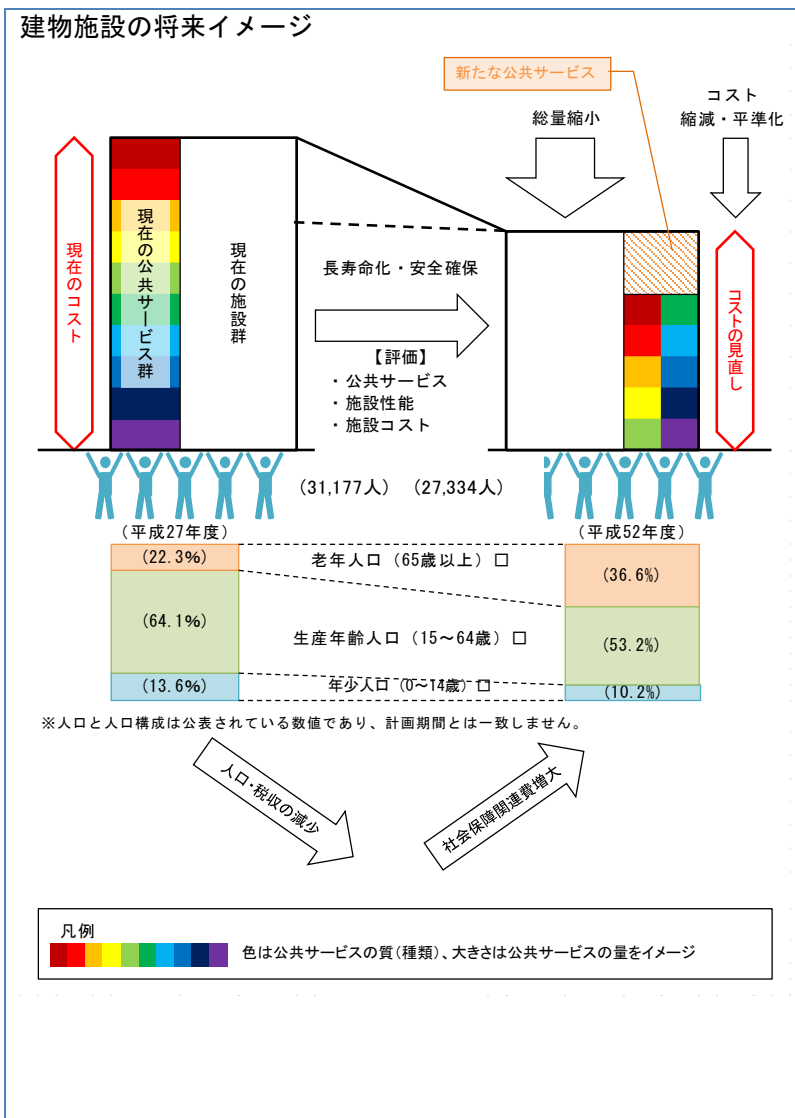 建物施設の将来イメージ
新たな公共サービス
コスト
縮減・平準化
総量縮小
現在のコスト
現在の公共サービス群
現在の施設群
長寿命化・安全確保
【評価】
・公共サービス
・施設性能
・施設コスト
コストの見直し
(31,177人) (27,334人)
(平成27年度)
(平成52年度)
(22.3%)
老年人口(65歳以上)□
(36.6%)
(64.1%)
生産年齢人口(15～64歳)□
(53.2%)
(13.6%)
年少人口(0～14歳)□
(10.2%)
※人口と人口構成は公表されている数値であり、計画期間とは一致しません。
人口・税収の減少
社会保障関連費増大
凡例
色は公共サービスの質(種類)、大きさは公共サービスの量をイメージ